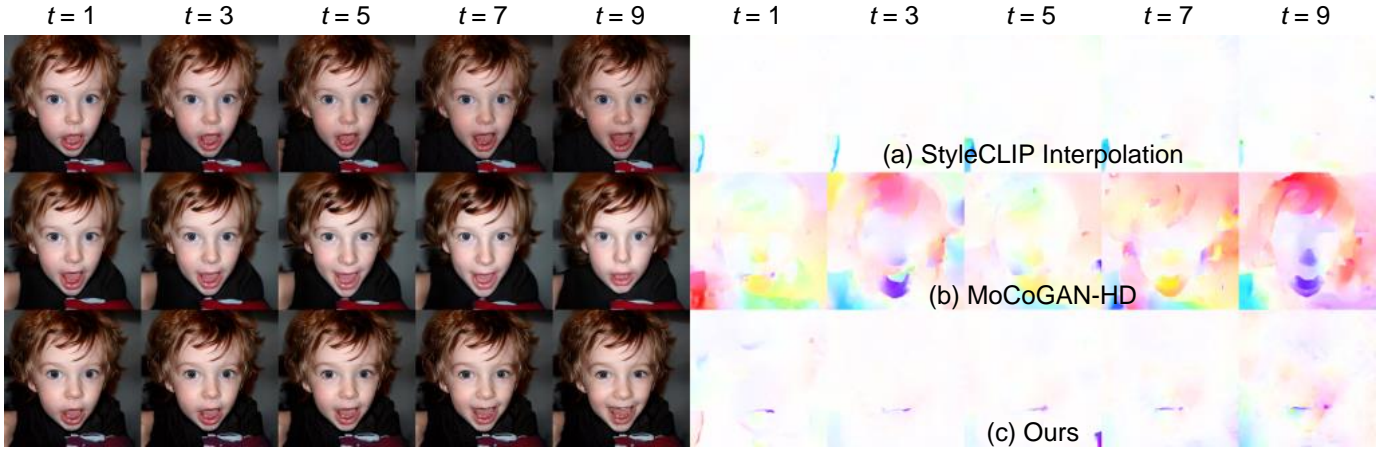 t = 1 t = 3 t = 5 t = 7 t = 9 t = 1 t = 3 t = 5 t = 7 t = 9
(a) StyleCLIP Interpolation
(b) MoCoGAN-HD
(c) Ours